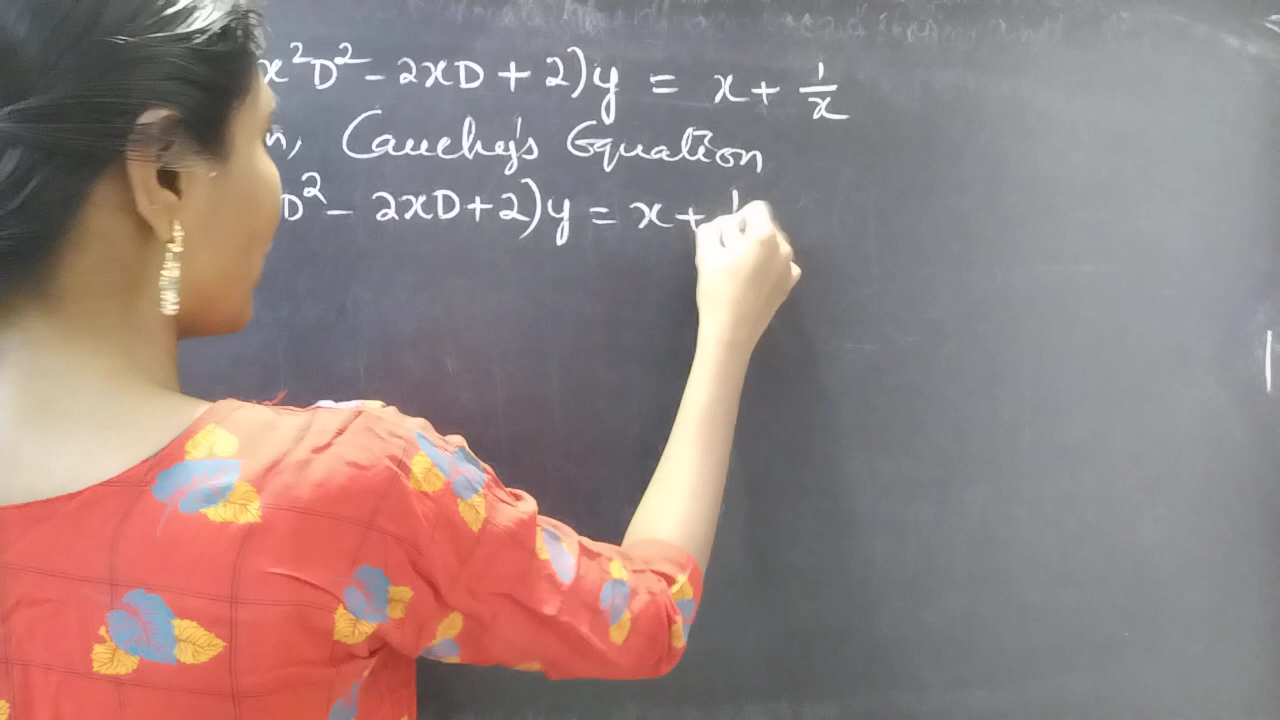 x²D² - 2xD + 2)y = x + 1/x
n, Cauchy's Equation
D² - 2xD + 2)y = x + 1